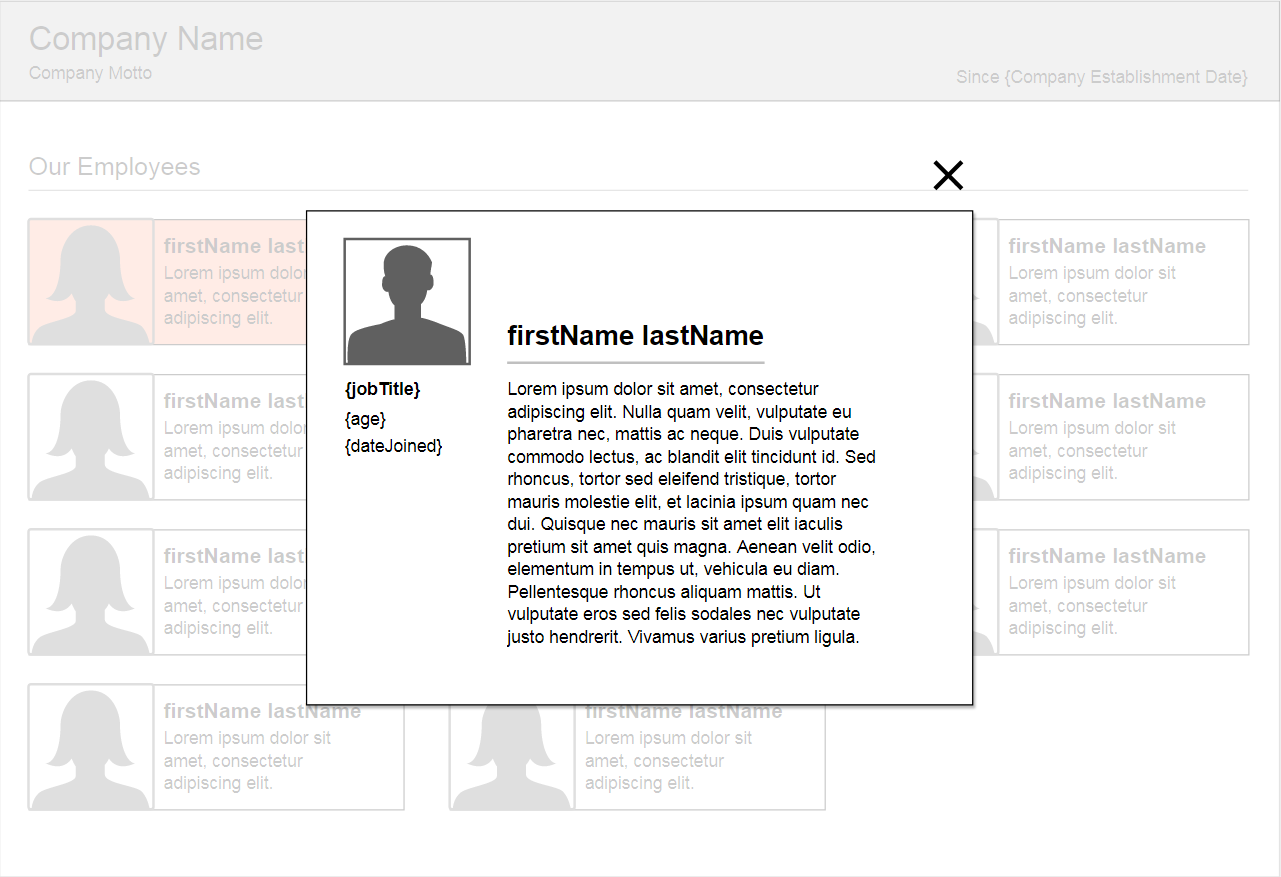 Company Name
Company Motto
Since {Company Establishment Date}
Our Employees
firstName last
Lorem ipsum dolor
amet, consectetur
adipiscing elit.
firstName lastName
Lorem ipsum dolor sit
amet, consectetur
adipiscing elit.
firstName last
Lorem ipsum dolor
amet, consectetur
adipiscing elit.
firstName lastName
Lorem ipsum dolor sit
amet, consectetur
adipiscing elit.
firstName last
Lorem ipsum dolor
amet, consectetur
adipiscing elit.
firstName lastName
Lorem ipsum dolor sit
amet, consectetur
adipiscing elit.
firstName lastName
Lorem ipsum dolor sit
amet, consectetur
adipiscing elit.
firstName lastName
Lorem ipsum dolor sit
amet, consectetur
adipiscing elit.
{jobTitle}
{age}
{dateJoined}
firstName lastName
Lorem ipsum dolor sit amet, consectetur
adipiscing elit. Nulla quam velit, vulputate eu
pharetra nec, mattis ac neque. Duis vulputate
commodo lectus, ac blandit elit tincidunt id. Sed
rhoncus, tortor sed eleifend tristique, tortor
mauris molestie elit, et lacinia ipsum quam nec
dui. Quisque nec mauris sit amet elit iaculis
pretium sit amet quis magna. Aenean velit odio,
elementum in tempus ut, vehicula eu diam.
Pellentesque rhoncus aliquam mattis. Ut
vulputate eros sed felis sodales nec vulputate
justo hendrerit. Vivamus varius pretium ligula.